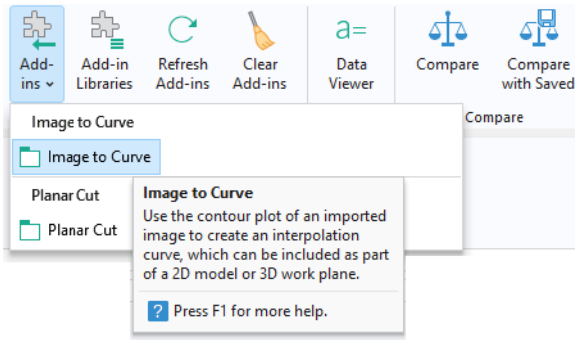 a=
Add-
ins
Add-in
Libraries
Refresh
Add-ins
Clear
Add-ins
Data
Viewer
Compare
Compare
with Saved
Compare
Image to Curve
Image to Curve
Planar Cut
Planar Cut
Image to Curve
Use the contour plot of an imported
image to create an interpolation
curve, which can be included as part
of a 2D model or 3D work plane.
? Press F1 for more help.